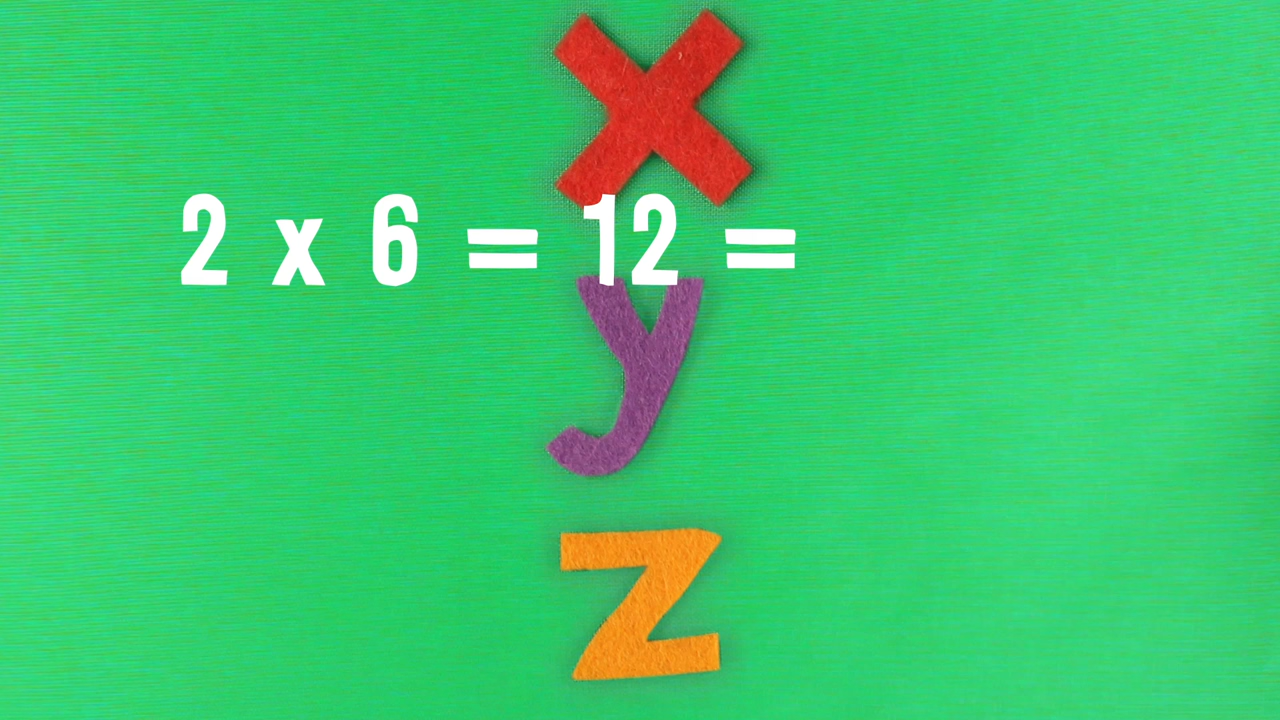 x
2 x 6 = 12 =
y
z